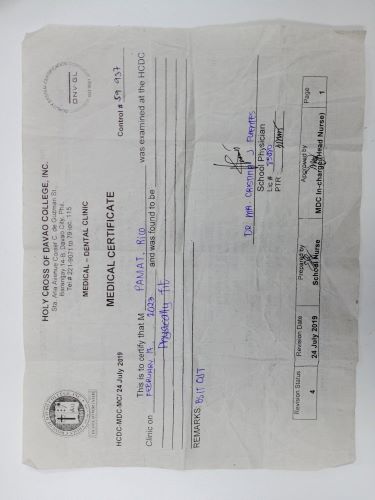 HOLY CROSS OF DAVAO COLLEGE, INC.
Sta. Ana Avenue Corner C. de Guzman St.,
Barangay 14-B, Davao City, Phil.
Tel # 221-9071 to 79 loc. 115
DNV·GL
MEDICAL – DENTAL CLINIC
MEDICAL CERTIFICATE
HCDC-MDC-MC/ 24 July 2019
Control # 59 937
This is to certify that M PAMAT, RICO was examined at the HCDC
Clinic on FEBRUARY 2023 and was found to be
Physically fit
REMARKS: BSIT OJT
DR. MA. CRISTINA J. FUENTES
School Physician
Lic #
PTR
Revision Status Revision Date Prepared by Approved by Page
4 24 July 2019 School Nurse MDC In-charge(Head Nurse) 1